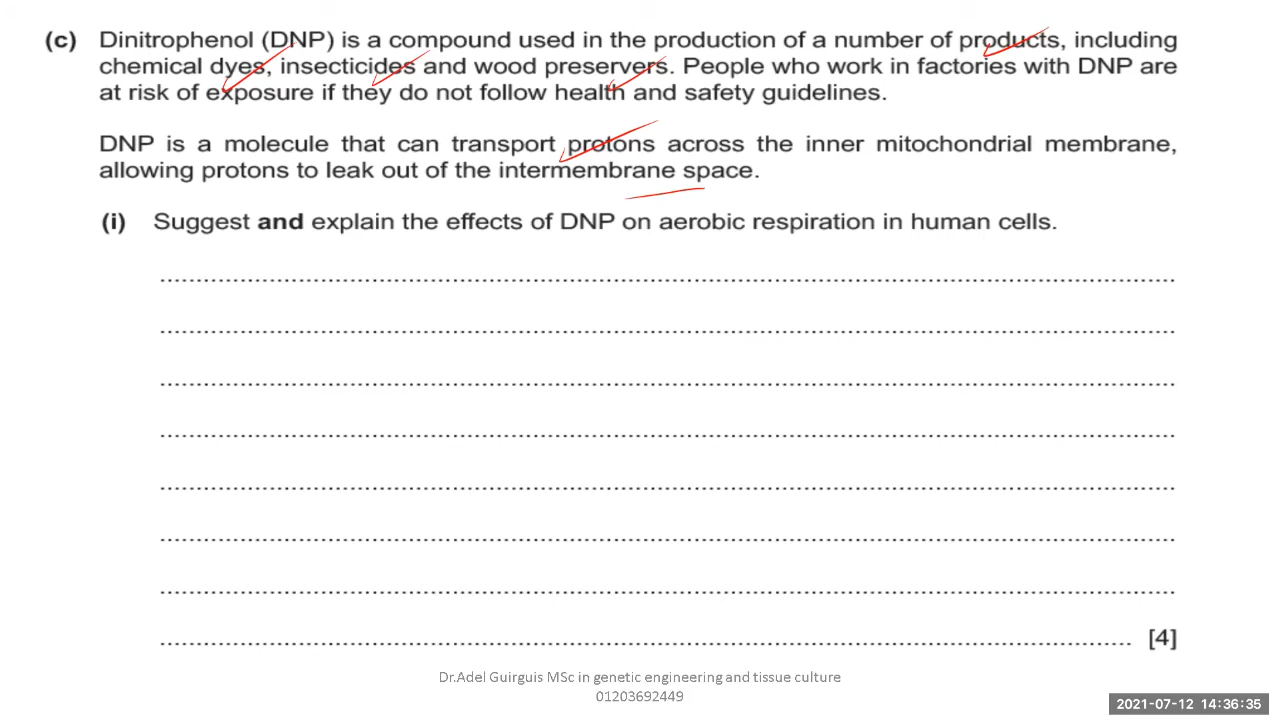 (c) Dinitrophenol (DNP) is a compound used in the production of a number of products, including
chemical dyes, insecticides and wood preservers. People who work in factories with DNP are
at risk of exposure if they do not follow health and safety guidelines.
DNP is a molecule that can transport protons across the inner mitochondrial membrane,
allowing protons to leak out of the intermembrane space.
(i) Suggest and explain the effects of DNP on aerobic respiration in human cells.
[4]
Dr.Adel Guirguis MSc in genetic engineering and tissue culture
01203692449
2021-07-12 14:36:35